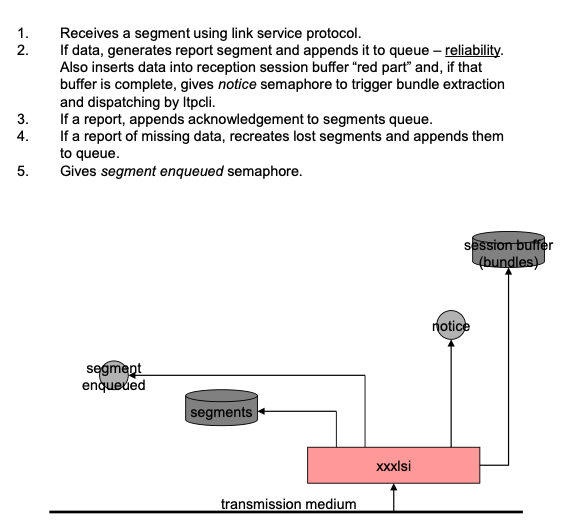 1. Receives a segment using link service protocol.
2. If data, generates report segment and appends it to queue – reliability.
Also inserts data into reception session buffer “red part” and, if that
buffer is complete, gives notice semaphore to trigger bundle extraction
and dispatching by ltpcli.
3. If a report, appends acknowledgement to segments queue.
4. If a report of missing data, recreates lost segments and appends them
to queue.
5. Gives segment enqueued semaphore.
session buffer
(bundles)
notice
segment
enqueued
segments
xxxlsi
transmission medium